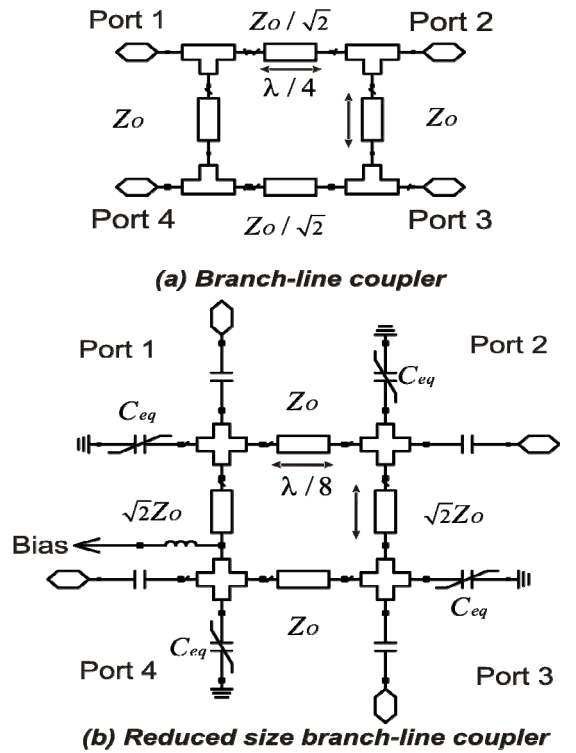 Port 1
Zo / √2
Port 2
λ / 4
Zo
Zo
Port 4
Zo / √2
Port 3
(a) Branch-line coupler
Port 1
Port 2
Ceq
Ceq
Zo
λ / 8
√2Zo
√2Zo
Bias
Ceq
Zo
Ceq
Port 4
Port 3
(b) Reduced size branch-line coupler